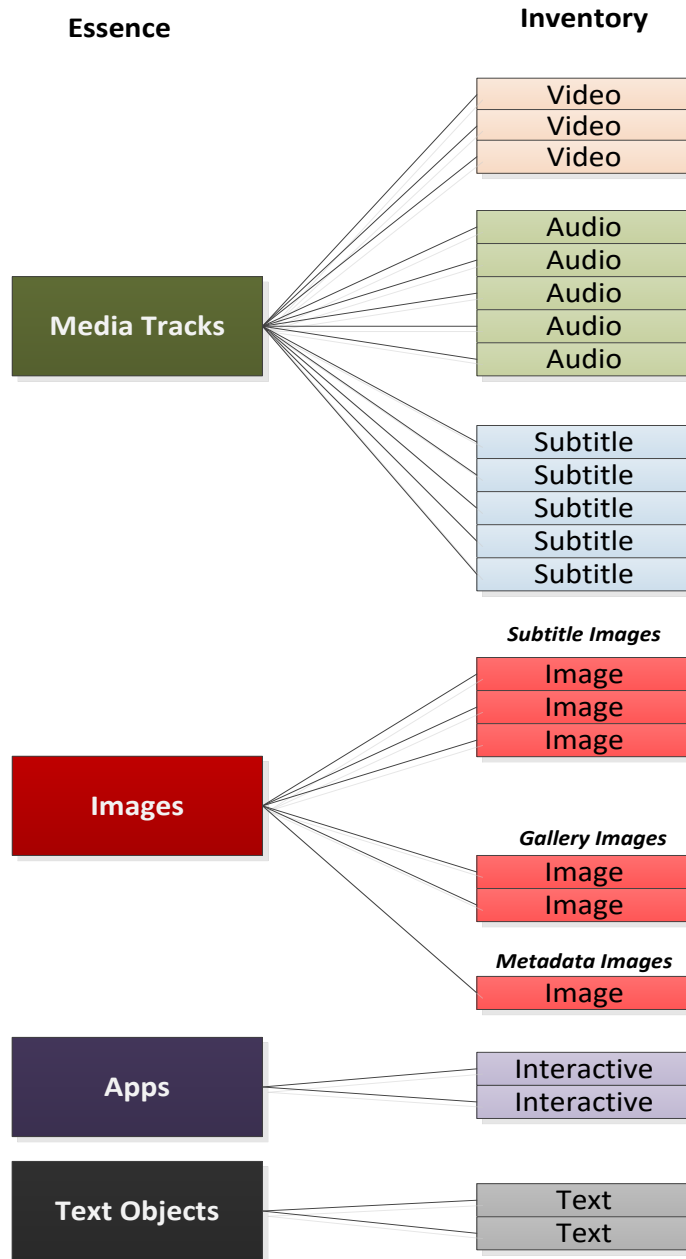 Essence
Inventory
Video
Video
Video
Audio
Audio
Audio
Audio
Audio
Media Tracks
Subtitle
Subtitle
Subtitle
Subtitle
Subtitle
Subtitle Images
Image
Image
Image
Images
Gallery Images
Image
Image
Metadata Images
Image
Apps
Interactive
Interactive
Text Objects
Text
Text